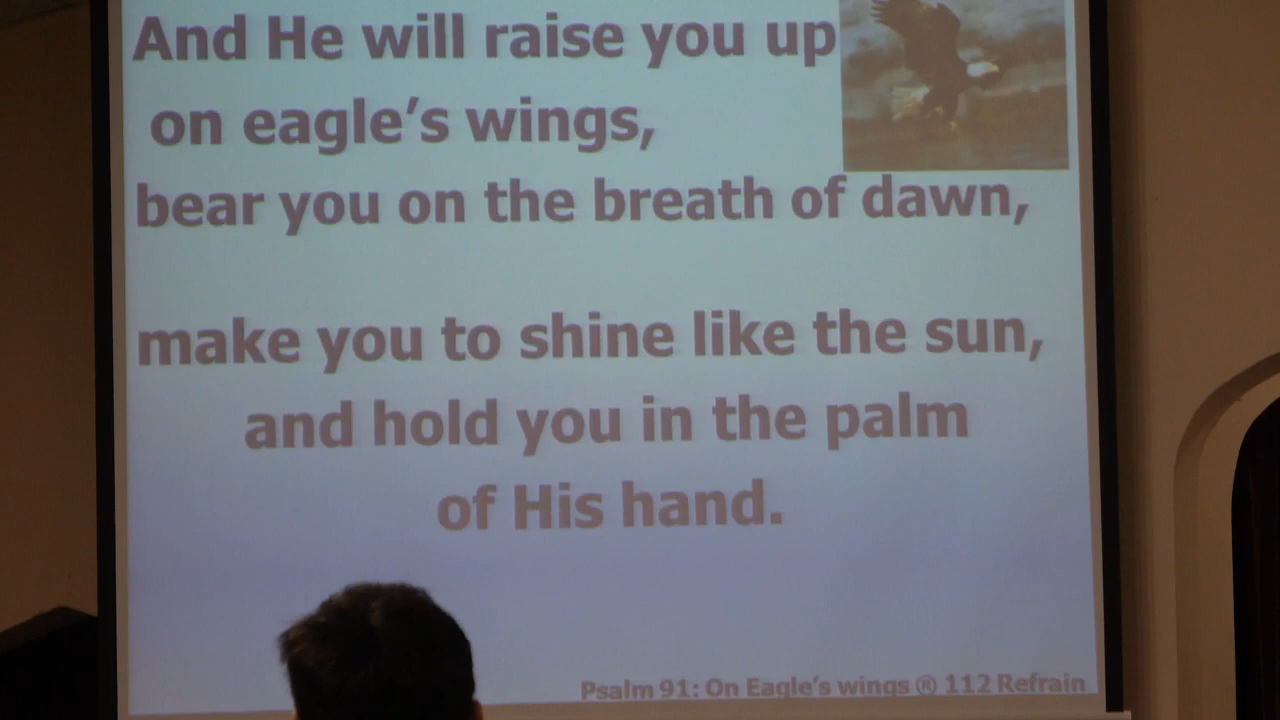 And He will raise you up
on eagle’s wings,
bear you on the breath of dawn,
make you to shine like the sun,
and hold you in the palm
of His hand.
Psalm 91: On Eagle’s wings ® 112 Refrain